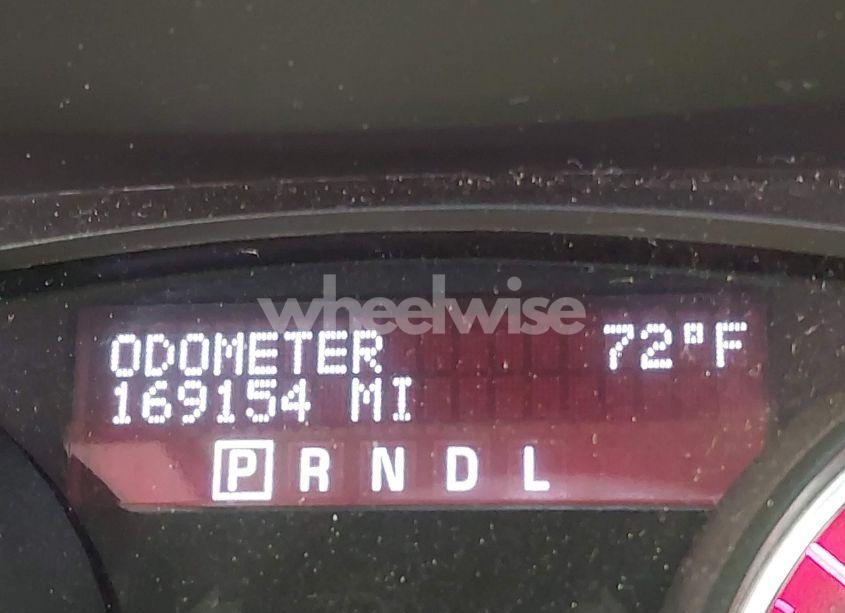 wheelwise
ODOMETER 72°F
169154 MI
P R N D L